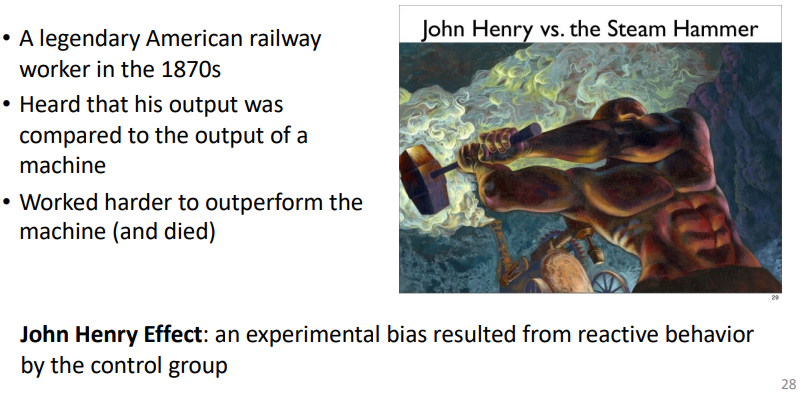 • A legendary American railway
worker in the 1870s
• Heard that his output was
compared to the output of a
machine
• Worked harder to outperform the
machine (and died)
John Henry vs. the Steam Hammer
29
John Henry Effect: an experimental bias resulted from reactive behavior
by the control group
28